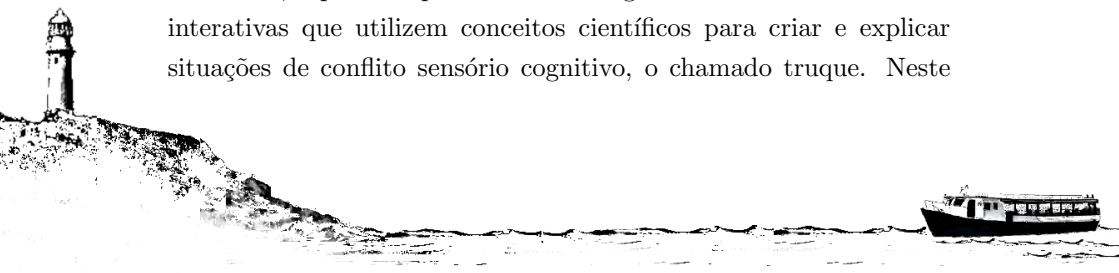 interativas que utilizem conceitos científicos para criar e explicar
situações de conflito sensório cognitivo, o chamado truque. Neste